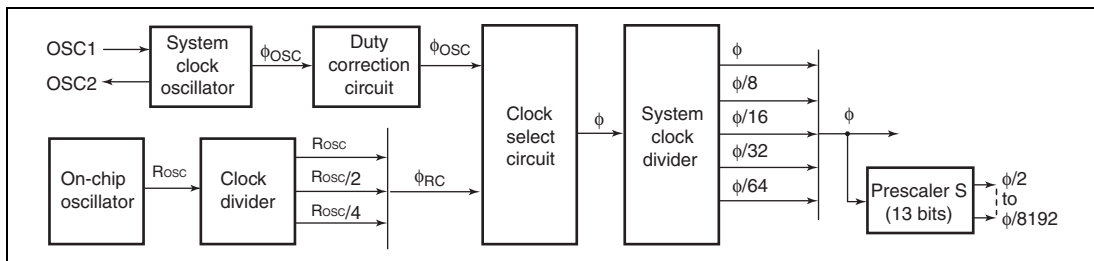 OSC1
OSC2
System
clock
oscillator
ϕOSC
Duty
correction
circuit
ϕOSC
On-chip
oscillator
ROSC
Clock
divider
ROSC
ROSC/2
ROSC/4
ϕRC
Clock
select
circuit
ϕ
System
clock
divider
ϕ
ϕ/8
ϕ/16
ϕ/32
ϕ/64
ϕ
Prescaler S
(13 bits)
ϕ/2
to
ϕ/8192